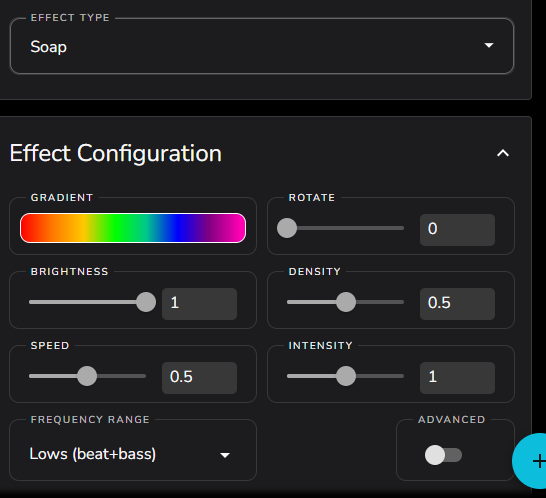 EFFECT TYPE
Soap
Effect Configuration
GRADIENT
ROTATE
0
BRIGHTNESS
1
DENSITY
0.5
SPEED
0.5
INTENSITY
1
FREQUENCY RANGE
Lows (beat+bass)
ADVANCED
+